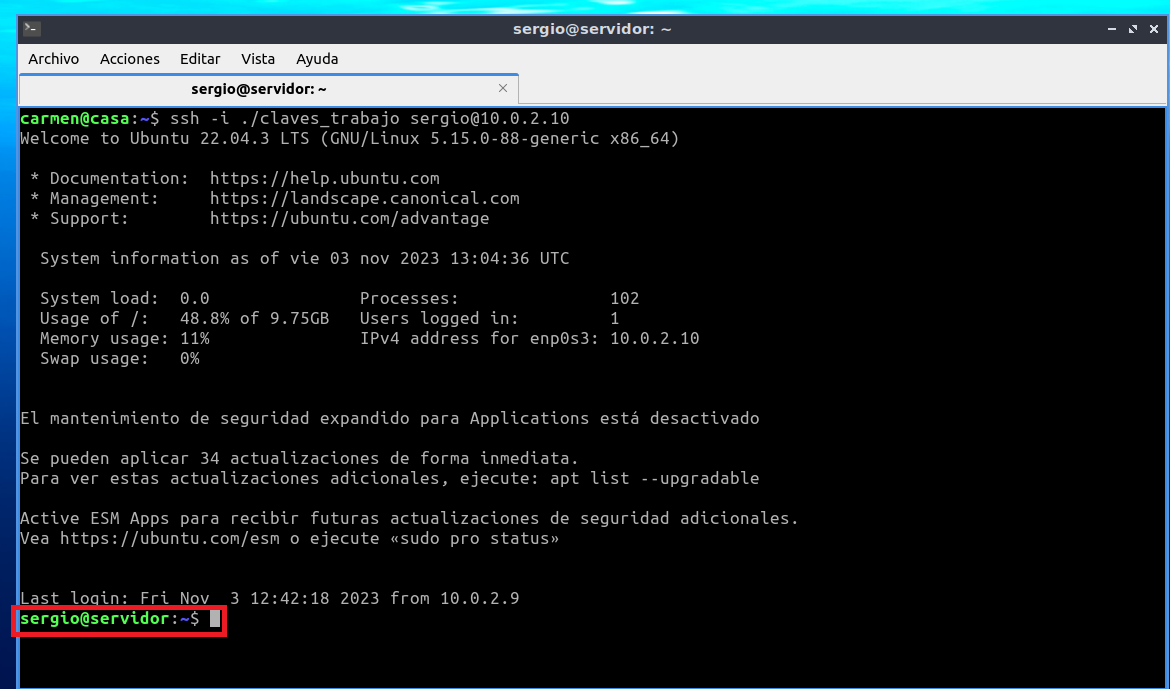 sergio@servidor: ~
Archivo Acciones Editar Vista Ayuda
sergio@servidor: ~
carmen@casa:~$ ssh -i ./claves_trabajo sergio@10.0.2.10
Welcome to Ubuntu 22.04.3 LTS (GNU/Linux 5.15.0-88-generic x86_64)
* Documentation:  https://help.ubuntu.com
* Management:     https://landscape.canonical.com
* Support:        https://ubuntu.com/advantage
System information as of vie 03 nov 2023 13:04:36 UTC
System load:  0.0               Processes:               102
Usage of /:   48.8% of 9.75GB   Users logged in:         1
Memory usage: 11%               IPv4 address for enp0s3: 10.0.2.10
Swap usage:   0%
El mantenimiento de seguridad expandido para Applications está desactivado
Se pueden aplicar 34 actualizaciones de forma inmediata.
Para ver estas actualizaciones adicionales, ejecute: apt list --upgradable
Active ESM Apps para recibir futuras actualizaciones de seguridad adicionales.
Vea https://ubuntu.com/esm o ejecute «sudo pro status»
Last login: Fri Nov  3 12:42:18 2023 from 10.0.2.9
sergio@servidor:~$